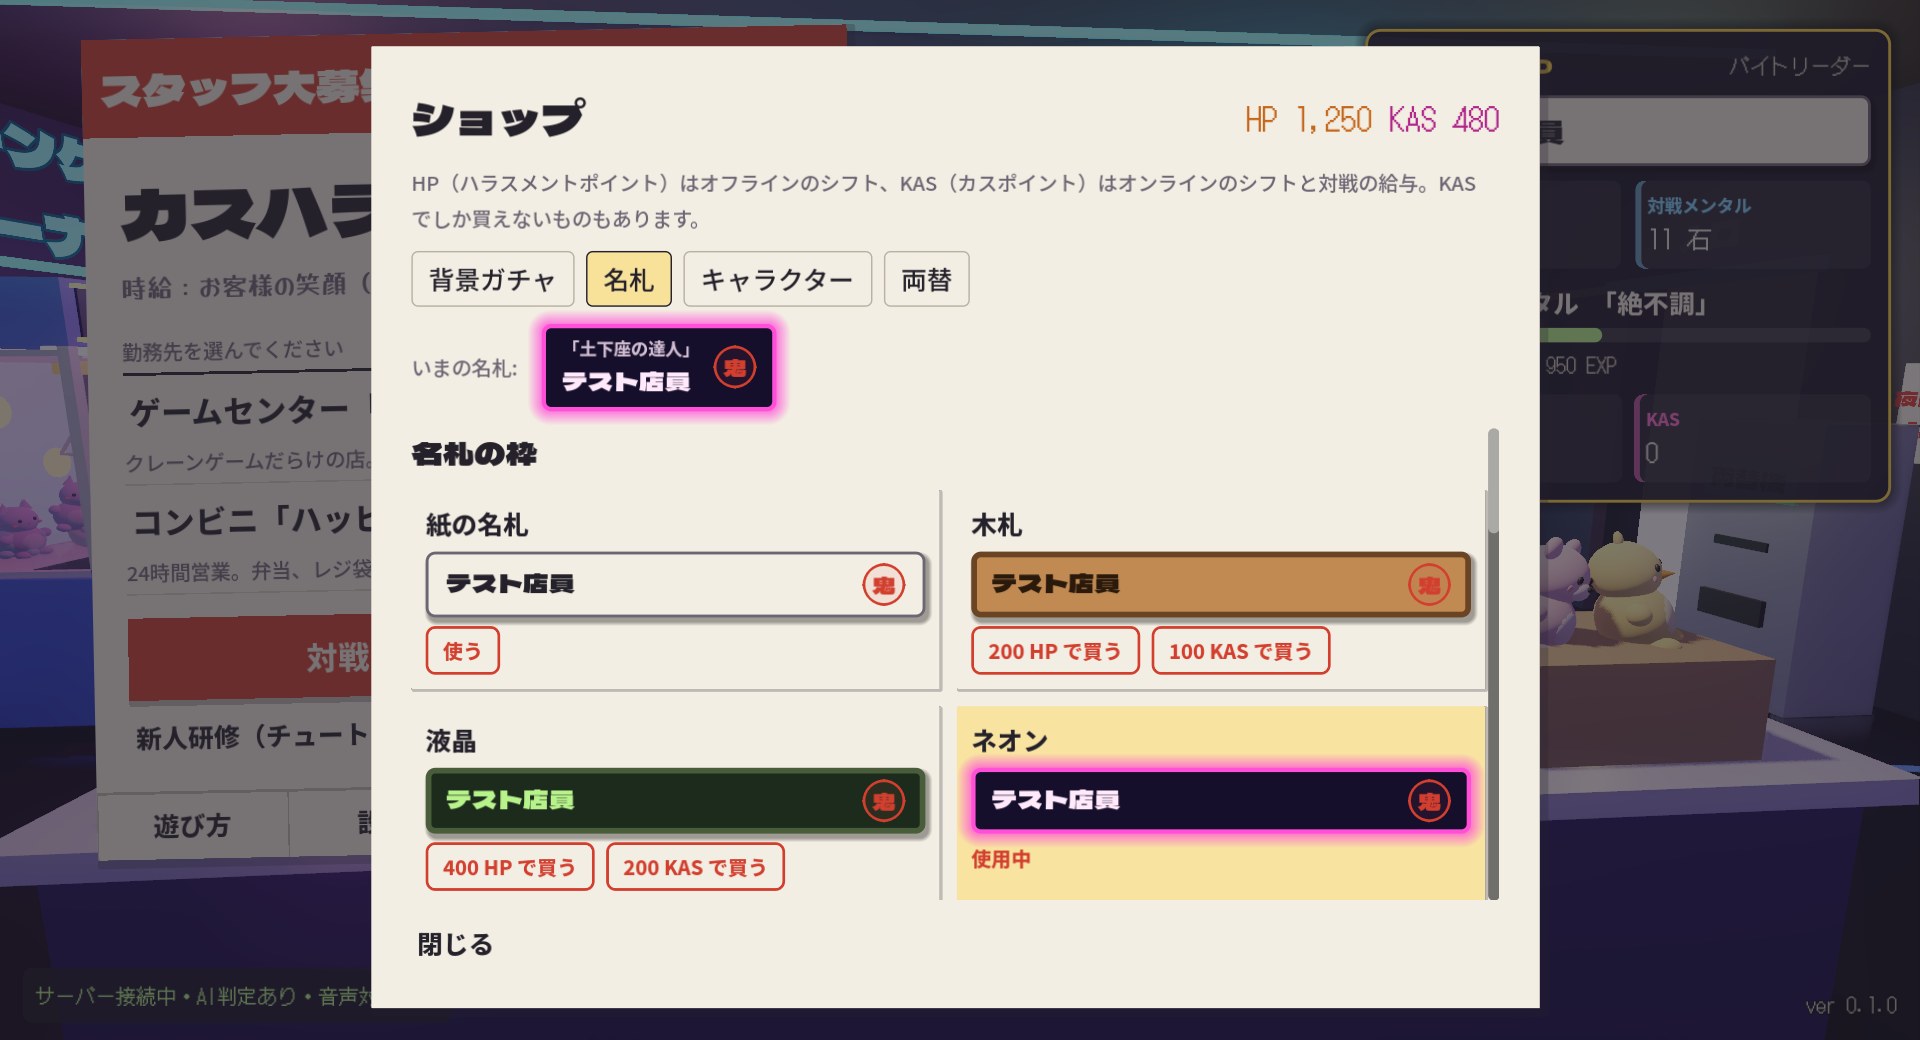 スタッフ大募
カスハラ
時給：お客様の笑顔（
勤務先を選んでください
ゲームセンター
クレーンゲームだらけの店。
コンビニ「ハッピ
24時間営業。弁当、レジ袋
対戦
新人研修（チュート
遊び方
サーバー接続中・AI判定あり・音声対
ショップ
HP 1,250 KAS 480
HP（ハラスメントポイント）はオフラインのシフト、KAS（カスポイント）はオンラインのシフトと対戦の給与。KAS
でしか買えないものもあります。
背景ガチャ 名札 キャラクター 両替
いまの名札:
「土下座の達人」
テスト店員 鬼
名札の枠
紙の名札
テスト店員 鬼
使う
木札
テスト店員 鬼
200 HP で買う 100 KAS で買う
液晶
テスト店員 鬼
400 HP で買う 200 KAS で買う
ネオン
テスト店員 鬼
使用中
閉じる
バイトリーダー
員
対戦メンタル
11 石
タル 「絶不調」
950 EXP
KAS
0
ver 0.1.0